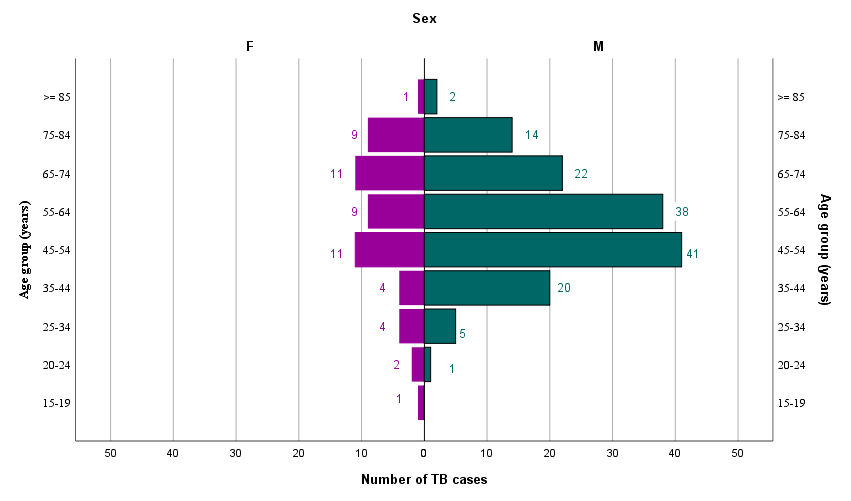 Sex
F M
>= 85 1 2 >= 85
75-84 9 14 75-84
65-74 11 22 65-74
55-64 9 38 55-64
45-54 11 41 45-54
35-44 4 20 35-44
25-34 4 5 25-34
20-24 2 1 20-24
15-19 1 15-19
Age group (years)
Age group (years)
50 40 30 20 10 0 10 20 30 40 50
Number of TB cases